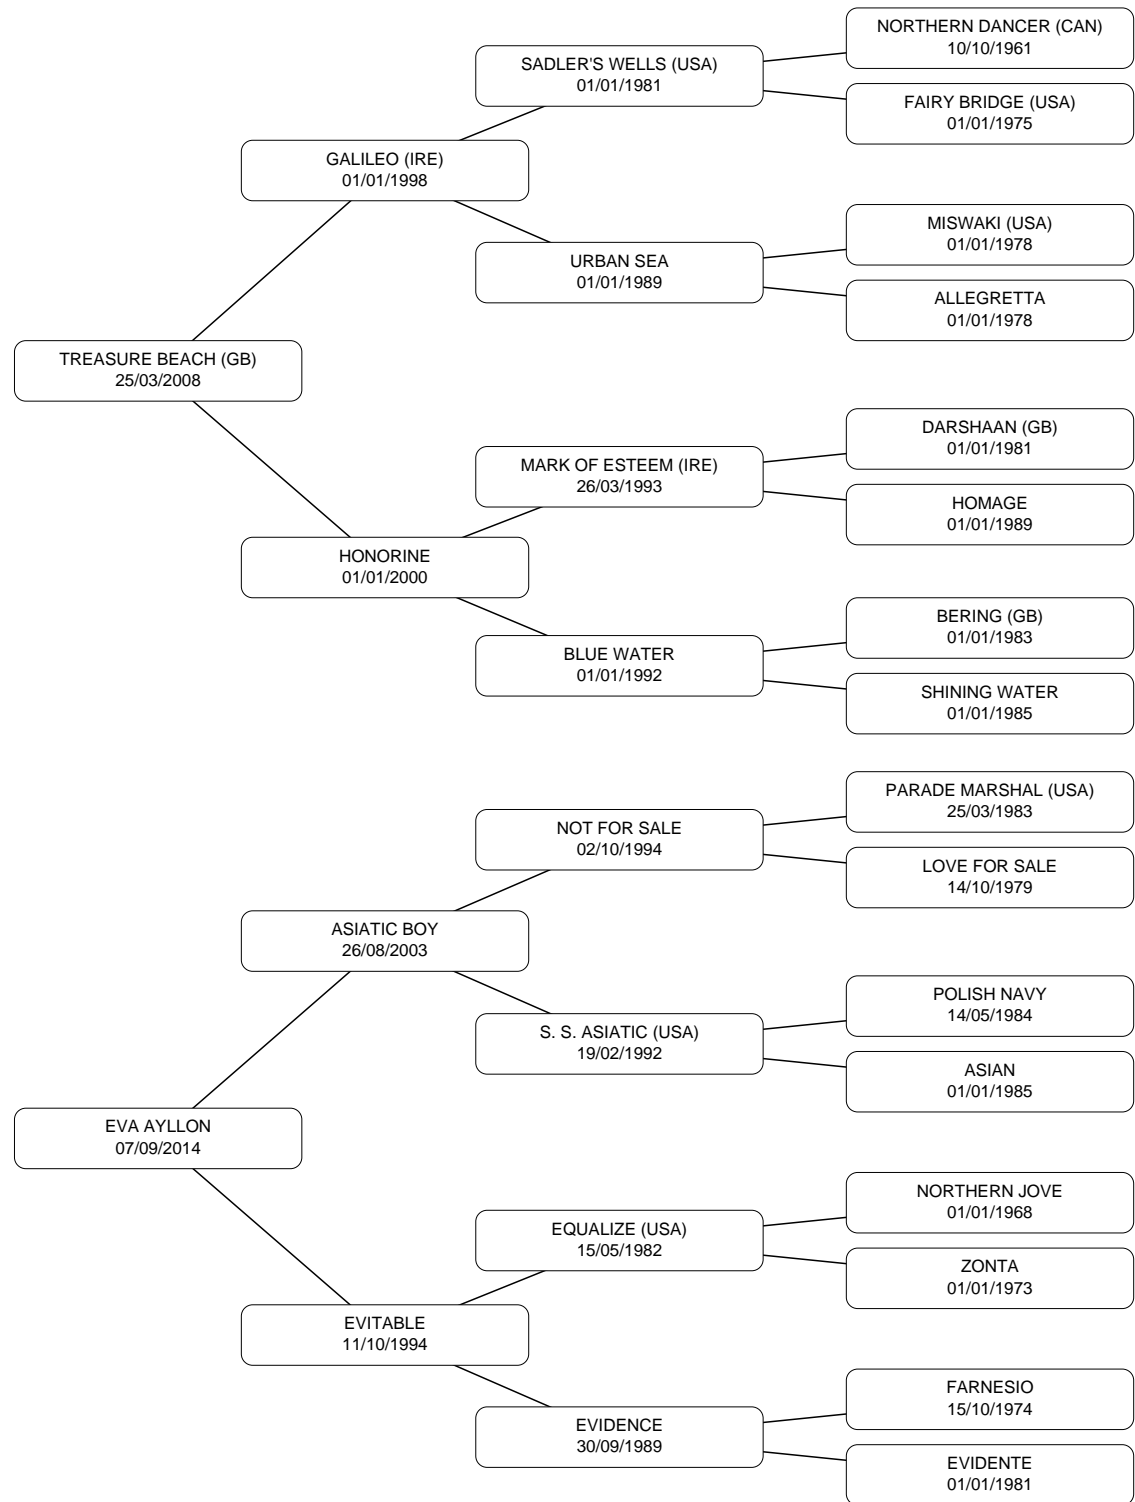 NORTHERN DANCER (CAN)
10/10/1961
SADLER'S WELLS (USA)
01/01/1981
FAIRY BRIDGE (USA)
01/01/1975
GALILEO (IRE)
01/01/1998
MISWAKI (USA)
01/01/1978
URBAN SEA
01/01/1989
ALLEGRETTA
01/01/1978
TREASURE BEACH (GB)
25/03/2008
DARSHAAN (GB)
01/01/1981
MARK OF ESTEEM (IRE)
26/03/1993
HOMAGE
01/01/1989
HONORINE
01/01/2000
BERING (GB)
01/01/1983
BLUE WATER
01/01/1992
SHINING WATER
01/01/1985
PARADE MARSHAL (USA)
25/03/1983
NOT FOR SALE
02/10/1994
LOVE FOR SALE
14/10/1979
ASIATIC BOY
26/08/2003
POLISH NAVY
14/05/1984
S. S. ASIATIC (USA)
19/02/1992
ASIAN
01/01/1985
EVA AYLLON
07/09/2014
NORTHERN JOVE
01/01/1968
EQUALIZE (USA)
15/05/1982
ZONTA
01/01/1973
EVITABLE
11/10/1994
FARNESIO
15/10/1974
EVIDENCE
30/09/1989
EVIDENTE
01/01/1981